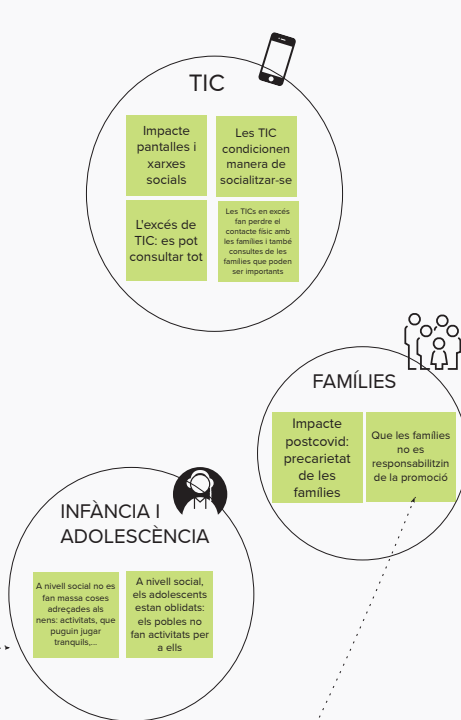 TIC
Impacte
pantalles i
xarxes
socials
Les TIC
condicionen
manera de
socialitzar-se
L'excés de
TIC: es pot
consultar tot
Les TICs en excés
fan perdre el
contacte físic amb
les famílies i també
consultes de les
famílies que poden
ser importants
FAMÍLIES
Impacte
postcovid:
precarietat
de les
famílies
Que les famílies
no es
responsabilitzin
de la promoció
INFÀNCIA I
ADOLESCÈNCIA
A nivell social no es
fan massa coses
adreçades als
nens: activitats, que
puguin jugar
tranquils,...
A nivell social,
els adolescents
estan oblidats:
els pobles no
fan activitats per
a ells